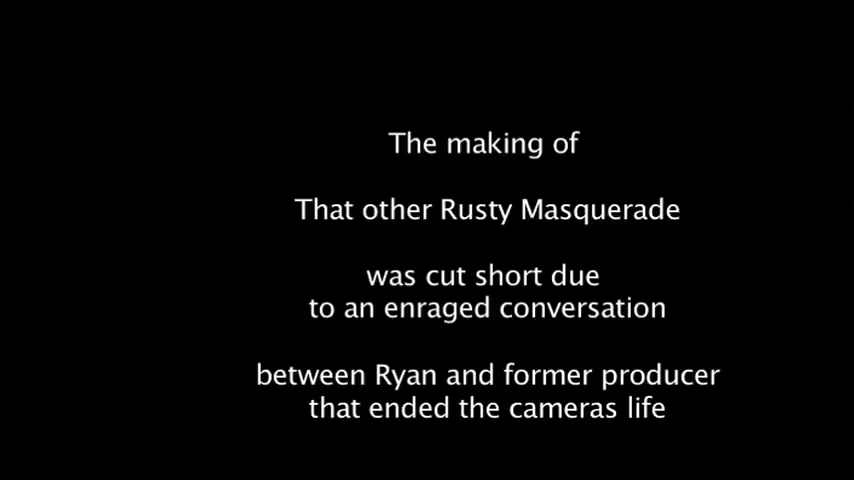 The making of
That other Rusty Masquerade
was cut short due
to an enraged conversation
between Ryan and former producer
that ended the cameras life